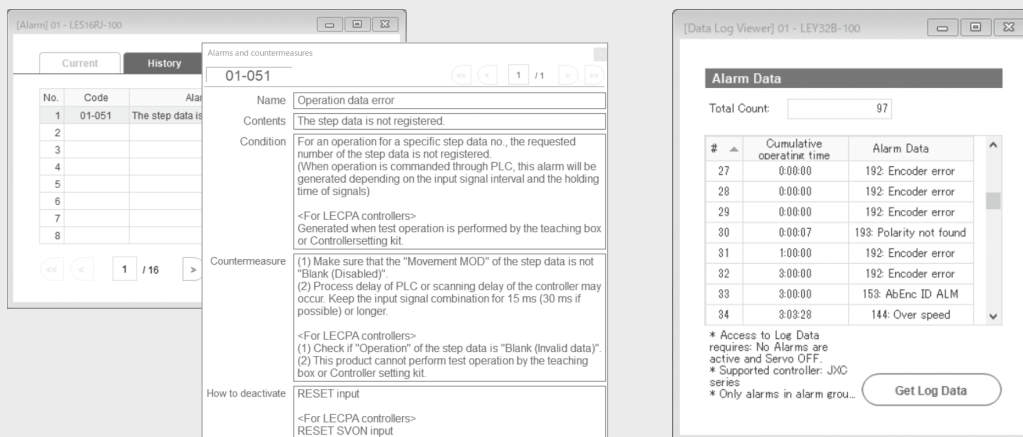 [Alarm] 01 - LES16RJ-100
Current
History
No.
Code
Alar
1
01-051
The step data is
2
3
4
5
6
7
8
<<
<
1
/ 16
>
Alarms and countermeasures
01-051
<<
<
1
/ 1
>
>>
Name
Operation data error
Contents
The step data is not registered.
Condition
For an operation for a specific step data no., the requested
number of the step data is not registered.
(When operation is commanded through PLC, this alarm will be
generated depending on the input signal interval and the holding
time of signals)
<For LECPA controllers>
Generated when test operation is performed by the teaching box
or Controllersetting kit.
Countermeasure
(1) Make sure that the "Movement MOD" of the step data is not
"Blank (Disabled)".
(2) Process delay of PLC or scanning delay of the controller may
occur. Keep the input signal combination for 15 ms (30 ms if
possible) or longer.
<For LECPA controllers>
(1) Check if "Operation" of the step data is "Blank (Invalid data)".
(2) This product cannot perform test operation by the teaching
box or Controller setting kit.
How to deactivate
RESET input
<For LECPA controllers>
RESET SVON input
[Data Log Viewer] 01 - LEY32B-100
Alarm Data
Total Count:
97
#
Cumulative
operating time
Alarm Data
27
0:00:00
192: Encoder error
28
0:00:00
192: Encoder error
29
0:00:00
192: Encoder error
30
0:00:07
193: Polarity not found
31
1:00:00
192: Encoder error
32
3:00:00
192: Encoder error
33
3:00:00
153: AbEnc ID ALM
34
3:03:28
144: Over speed
* Access to Log Data
requires: No Alarms are
active and Servo OFF.
* Supported controller: JXC
series
* Only alarms in alarm grou...
Get Log Data